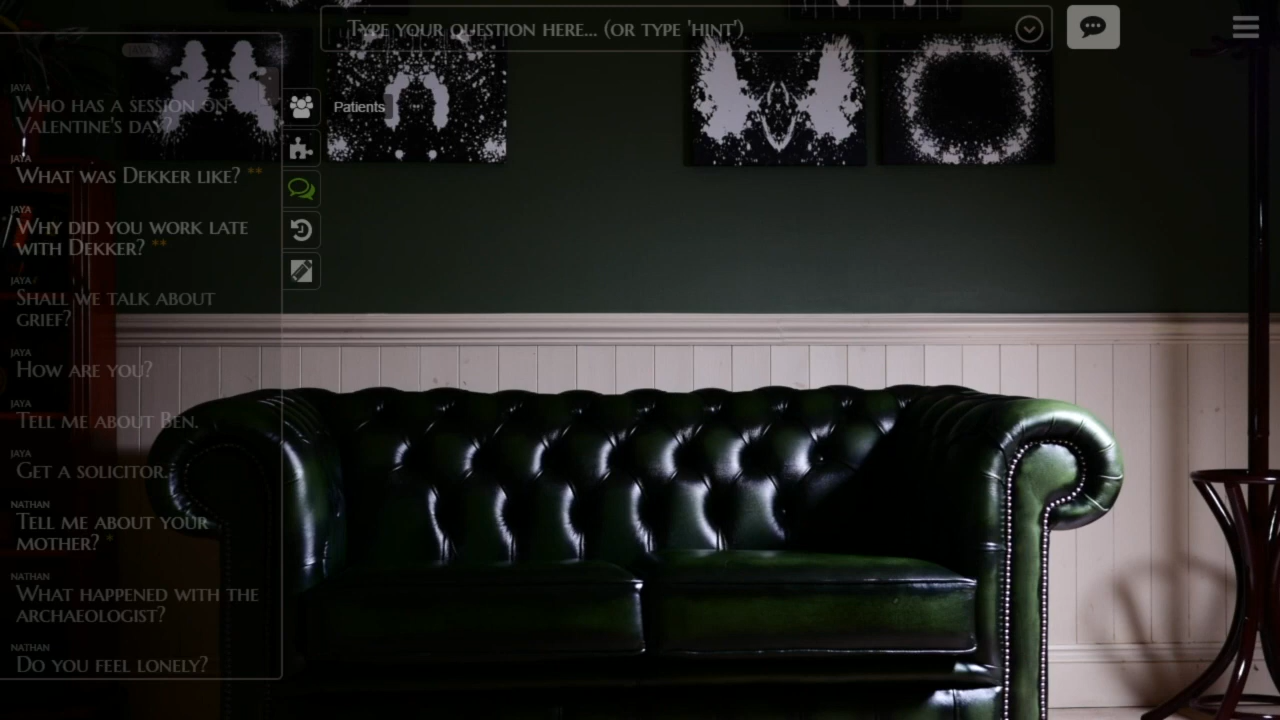 Type your question here... (or type 'hint')
Jaya
Patients
Jaya
Who has a session on
Valentine's day?
Jaya
What was Dekker like? **
Jaya
Why did you work late
with Dekker? **
Jaya
Shall we talk about
grief?
Jaya
How are you?
Jaya
Tell me about Ben.
Jaya
Get a solicitor.
Nathan
Tell me about your
mother? *
Nathan
What happened with the
archaeologist?
Nathan
Do you feel lonely?